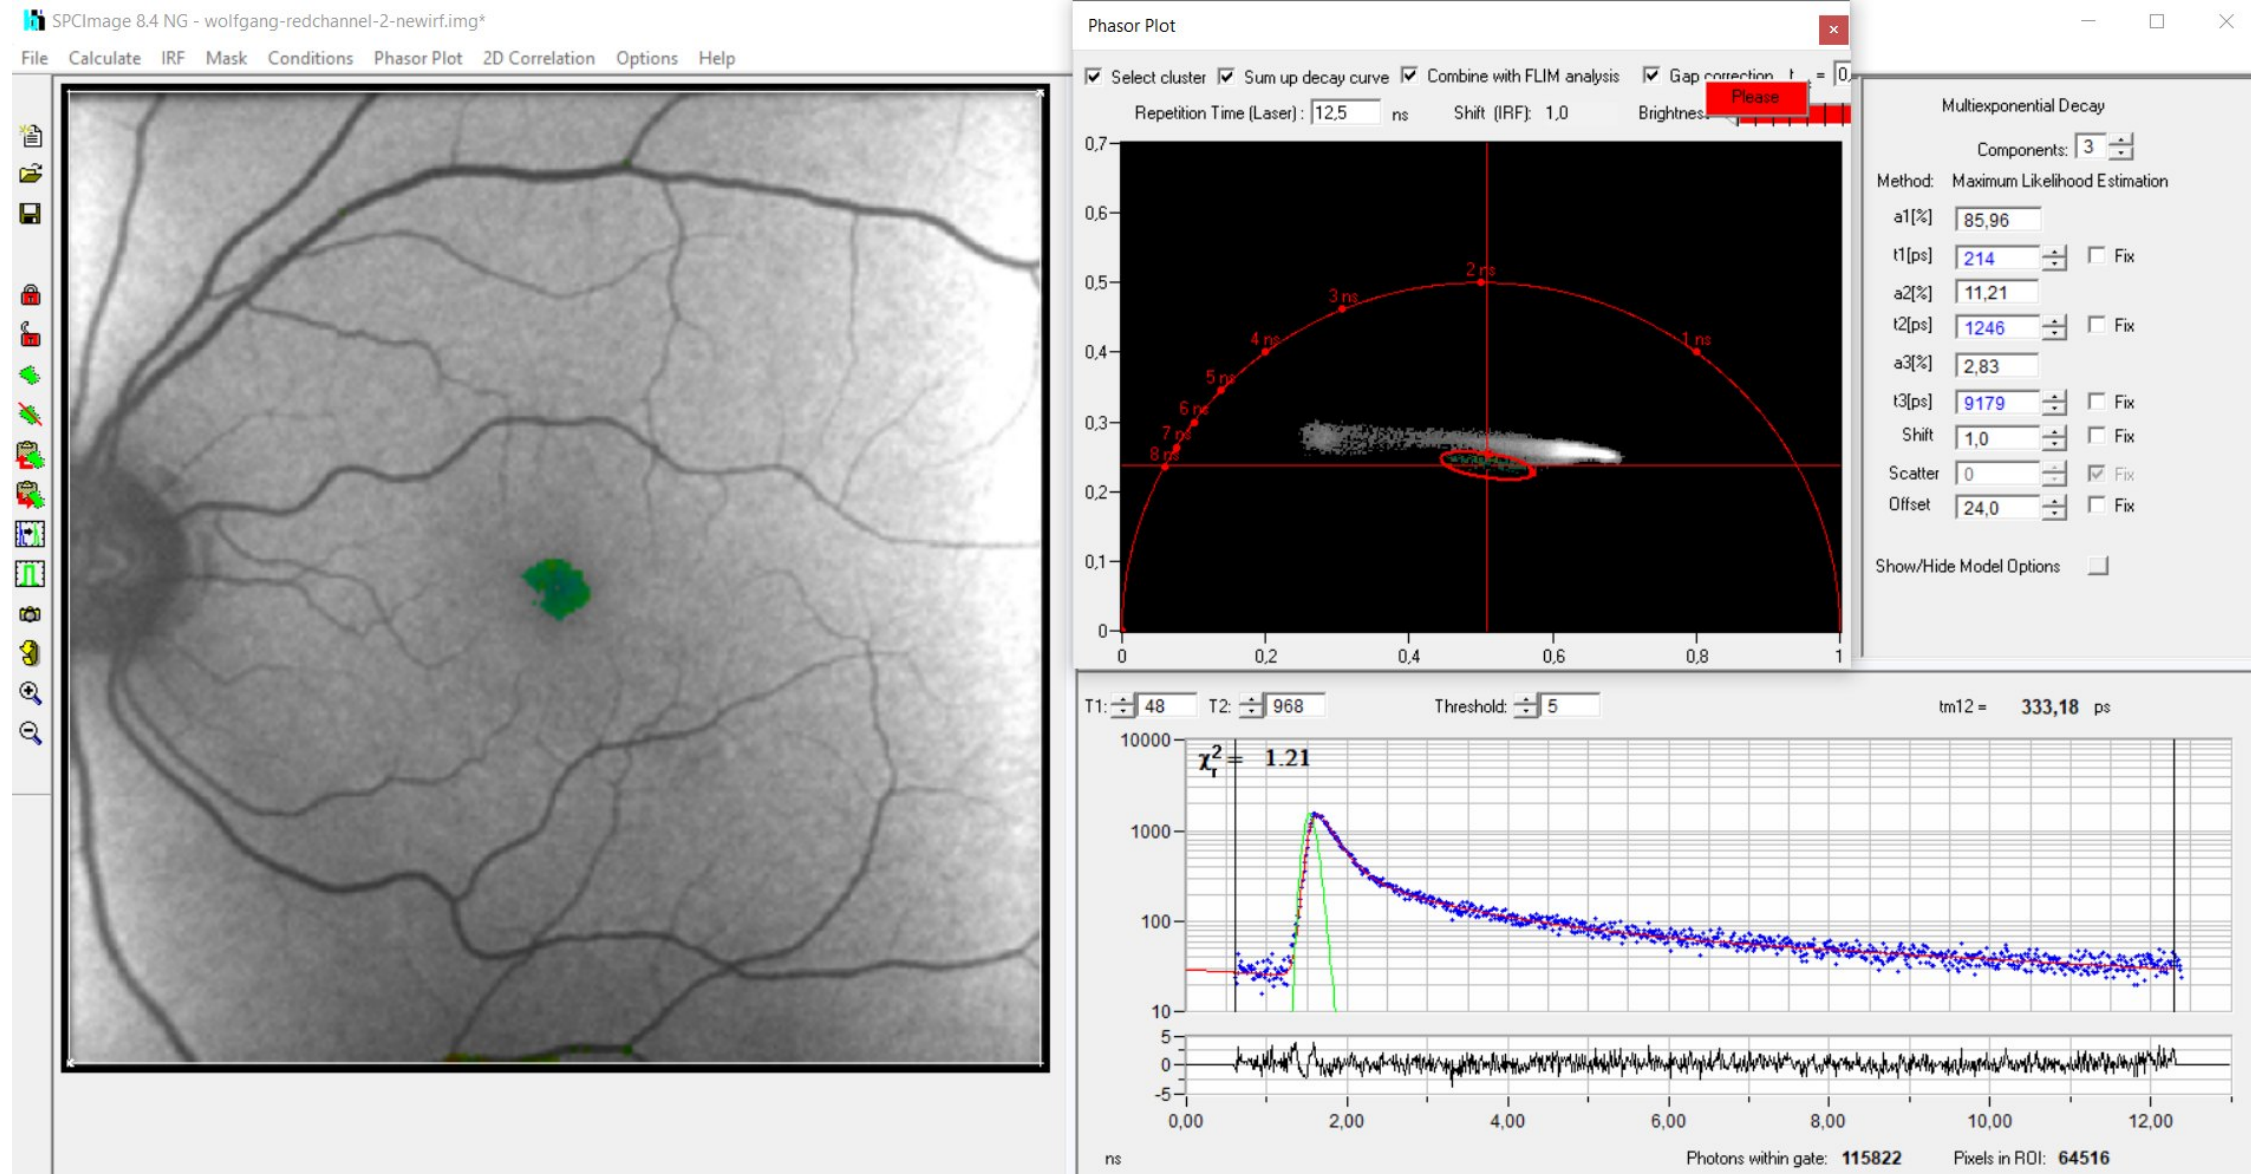 SPCImage 8.4 NG - wolfgang-redchannel-2-newirf.img*
File Calculate IRF Mask Conditions Phasor Plot 2D Correlation Options Help
Phasor Plot
Select cluster Sum up decay curve Combine with FLIM analysis Gap correction t = 0,
Please
Repetition Time (Laser) : 12,5 ns Shift (IRF): 1,0 Brightness
0,7
0,6
0,5
0,4
0,3
0,2
0,1
0
8 ns
7 ns
6 ns
5 ns
4 ns
3 ns
2 ns
1 ns
0 0,2 0,4 0,6 0,8 1
Multiexponential Decay
Components: 3
Method: Maximum Likelihood Estimation
a1[%] 85,96
t1[ps] 214 Fix
a2[%] 11,21
t2[ps] 1246 Fix
a3[%] 2,83
t3[ps] 9179 Fix
Shift 1,0 Fix
Scatter 0 Fix
Offset 24,0 Fix
Show/Hide Model Options
T1: 48 T2: 968 Threshold: 5 tm12 = 333,18 ps
χr² = 1.21
10000
1000
100
10
5
0
-5
0,00 2,00 4,00 6,00 8,00 10,00 12,00
ns Photons within gate: 115822 Pixels in ROI: 64516